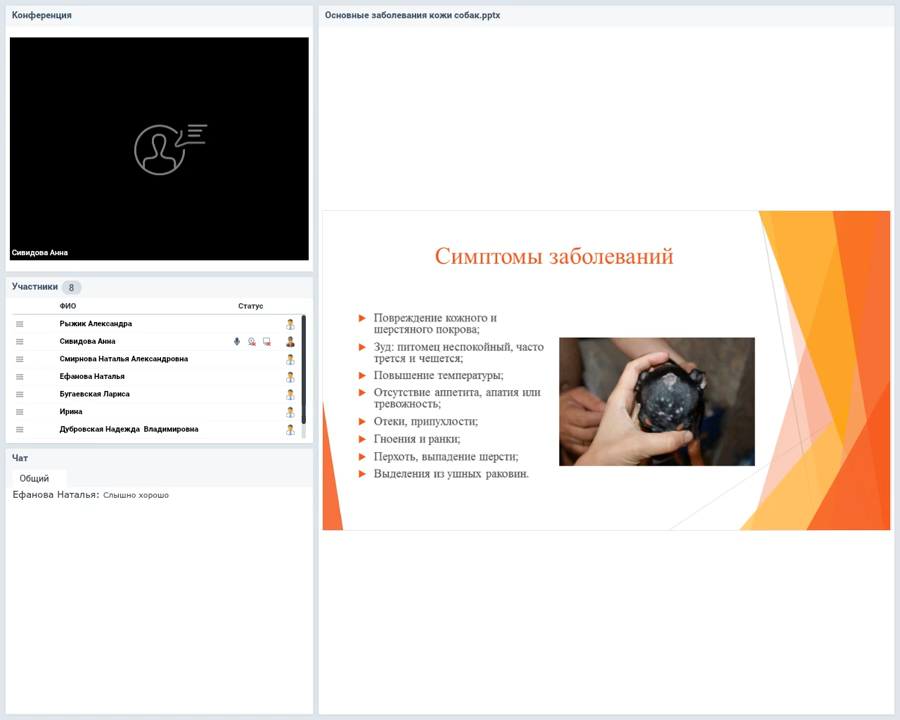 Конференция
Сивидова Анна
Участники 8
ФИО Статус
Рыжик Александра
Сивидова Анна
Смирнова Наталья Александровна
Ефанова Наталья
Бугаевская Лариса
Ирина
Дубровская Надежда Владимировна
Чат
Общий
Ефанова Наталья: Слышно хорошо
Основные заболевания кожи собак.pptx
Симптомы заболеваний
Повреждение кожного и
шерстяного покрова;
Зуд: питомец неспокойный, часто
трется и чешется;
Повышение температуры;
Отсутствие аппетита, апатия или
тревожность;
Отеки, припухлости;
Гноения и ранки;
Перхоть, выпадение шерсти;
Выделения из ушных раковин.